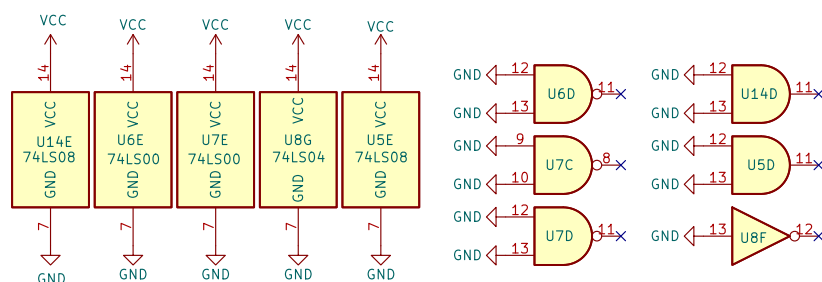 VCC VCC VCC VCC VCC
14 14 14 14 14
VCC VCC VCC VCC VCC
U14E U6E U7E U8G U5E
74LS08 74LS00 74LS00 74LS04 74LS08
GND GND GND GND GND
7 7 7 7 7
GND GND GND GND GND
GND 12 U6D 11
GND 13
GND 9 U7C 8
GND 10
GND 12 U7D 11
GND 13
GND 12 U14D 11
GND 13
GND 12 U5D 11
GND 13
GND 13 U8F 12